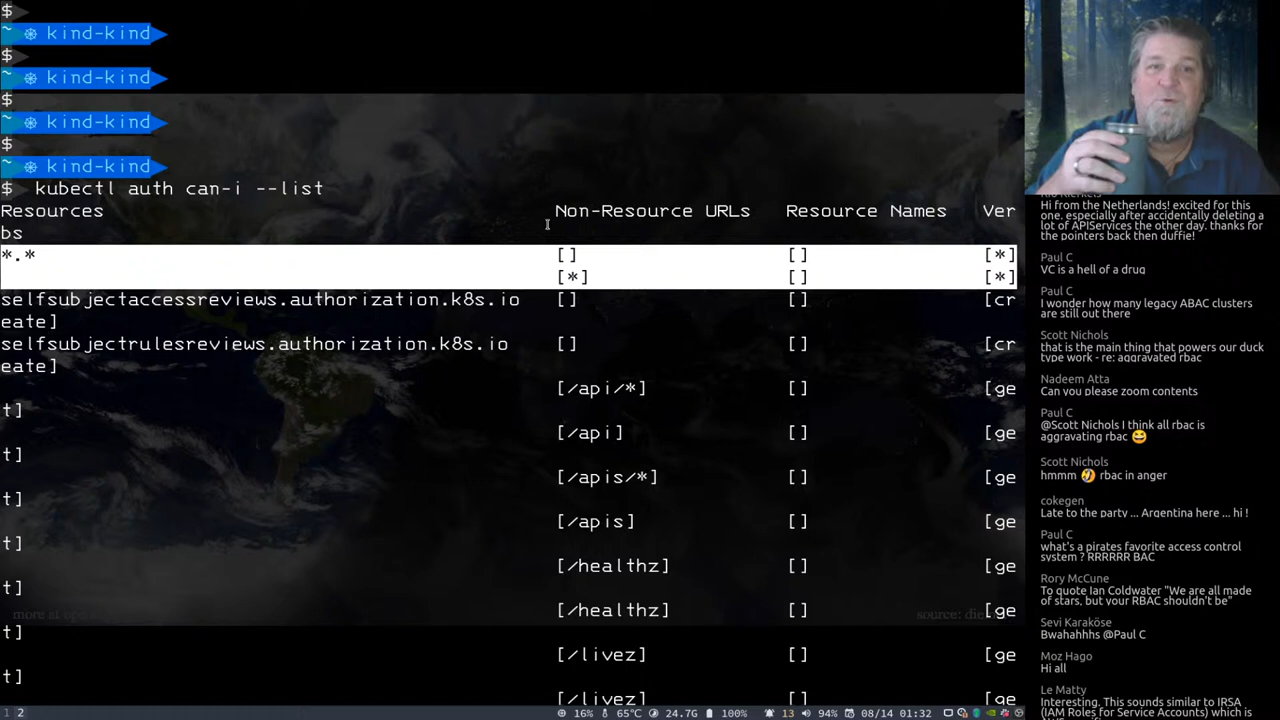 $
~ ⎈ kind-kind
$
~ ⎈ kind-kind
$
~ ⎈ kind-kind
$
~ ⎈ kind-kind
$ kubectl auth can-i --list
Resources Non-Resource URLs Resource Names Ver
bs
*.* [] [] [*]
[*] [] [*]
selfsubjectaccessreviews.authorization.k8s.io [] [] [cr
eate]
selfsubjectrulesreviews.authorization.k8s.io [] [] [cr
eate]
[/api/*] [] [ge
t]
[/api] [] [ge
t]
[/apis/*] [] [ge
t]
[/apis] [] [ge
t]
[/healthz] [] [ge
t]
[/healthz] [] [ge
t]
[/livez] [] [ge
t]
[/livez] [] [ge
more at
source:
1 2
16% 65°C 24.7G 100% 13 94% 08/14 01:32
Hi from the Netherlands! excited for this
one. especially after accidentally deleting a
lot of APIServices the other day. thanks for
the pointers back then duffie!
Paul C
VC is a hell of a drug
Paul C
I wonder how many legacy ABAC clusters
are still out there
Scott Nichols
that is the main thing that powers our duck
type work - re: aggravated rbac
Nadeem Atta
Can you please zoom contents
Paul C
@Scott Nichols I think all rbac is
aggravating rbac 😆
Scott Nichols
hmmm 🤣 rbac in anger
cokegen
Late to the party ... Argentina here ... hi !
Paul C
what's a pirates favorite access control
system ? RRRRRR BAC
Rory McCune
To quote Ian Coldwater "We are all made
of stars, but your RBAC shouldn't be"
Sevi Karaköse
Bwahahhhs @Paul C
Moz Hago
Hi all
Le Matty
Interesting. This sounds similar to IRSA
(IAM Roles for Service Accounts) which is